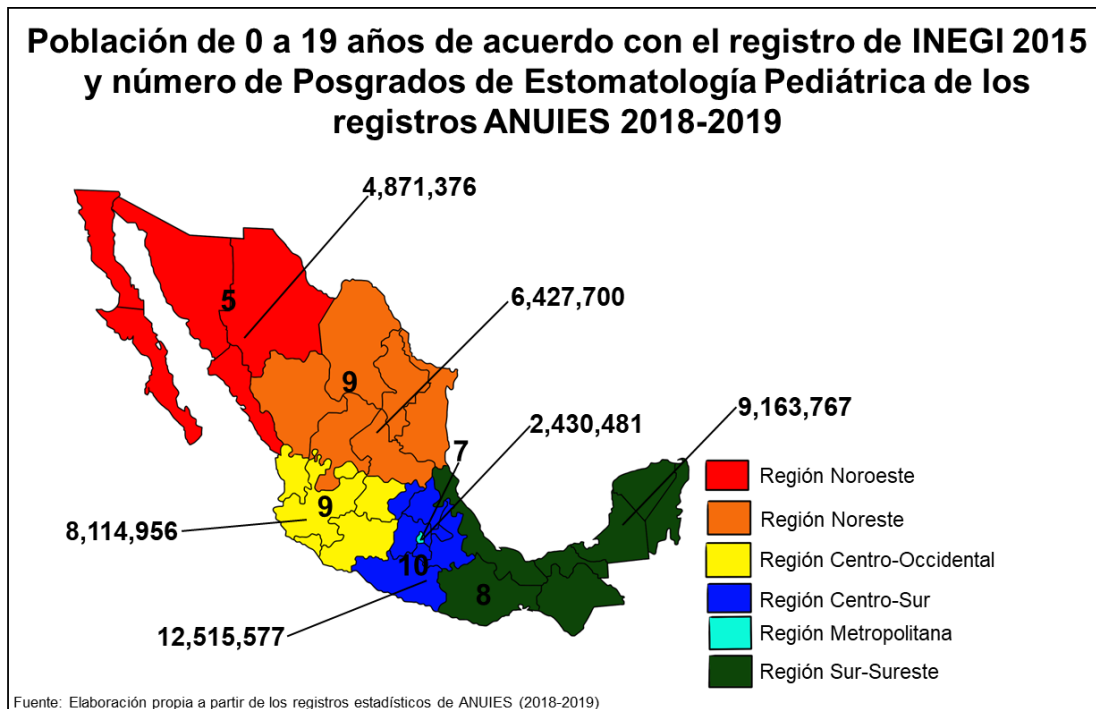 Población de 0 a 19 años de acuerdo con el registro de INEGI 2015
y número de Posgrados de Estomatología Pediátrica de los
registros ANUIES 2018-2019
4,871,376
5
6,427,700
9
9,163,767
2,430,481
7
Región Noroeste
9
Región Noreste
8,114,956
Región Centro-Occidental
10
8
Región Centro-Sur
12,515,577
Región Metropolitana
Región Sur-Sureste
Fuente: Elaboración propia a partir de los registros estadísticos de ANUIES (2018-2019)